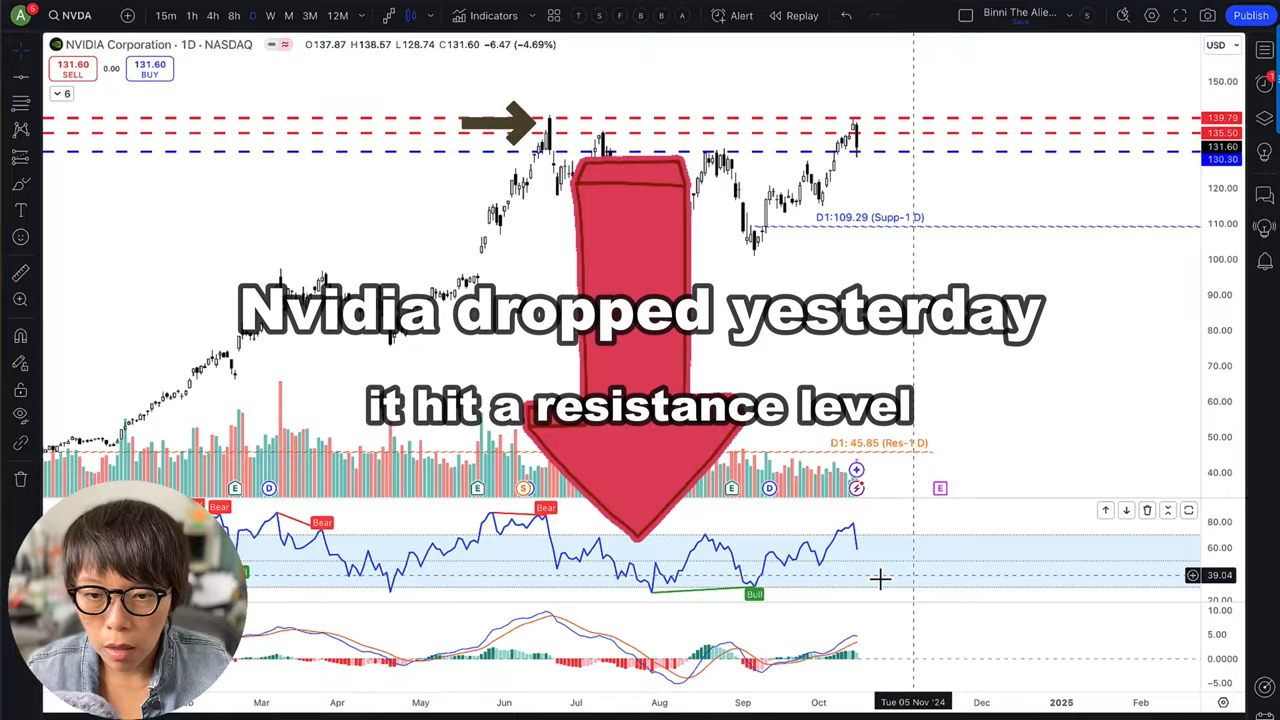 A 5 NVDA 15m 1h 4h 8h D W M 3M 12M Indicators T S F B B A Alert Replay Binni The Alie... Save S Publish
NVIDIA Corporation · 1D · NASDAQ O137.87 H138.57 L128.74 C131.60 −6.47 (−4.69%) USD
131.60 SELL 0.00 131.60 BUY
6
150.00
139.79
135.50
131.60
130.30
120.00
D1:109.29 (Supp-1 D)
110.00
100.00
90.00
80.00
70.00
60.00
50.00
40.00
Nvidia dropped yesterday
it hit a resistance level
D1: 45.85 (Res-1 D)
E D E S E D E
Bear Bear Bear
80.00
60.00
39.04
20.00
Bull
10.00
5.00
0.0000
−5.00
Mar Apr May Jun Jul Aug Sep Oct Tue 05 Nov '24 Dec 2025 Feb
1